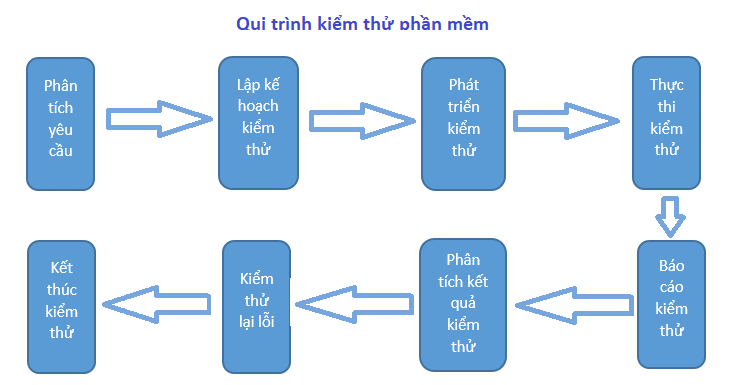 Qui trình kiểm thử phần mềm
Phân
tích
yêu
cầu
Lập kế
hoạch
kiểm
thử
Phát
triển
kiểm
thử
Thực
thi
kiểm
thử
Báo
cáo
kiểm
thử
Phân
tích kết
quả
kiểm
thử
Kiểm
thử
lại lỗi
Kết
thúc
kiểm
thử